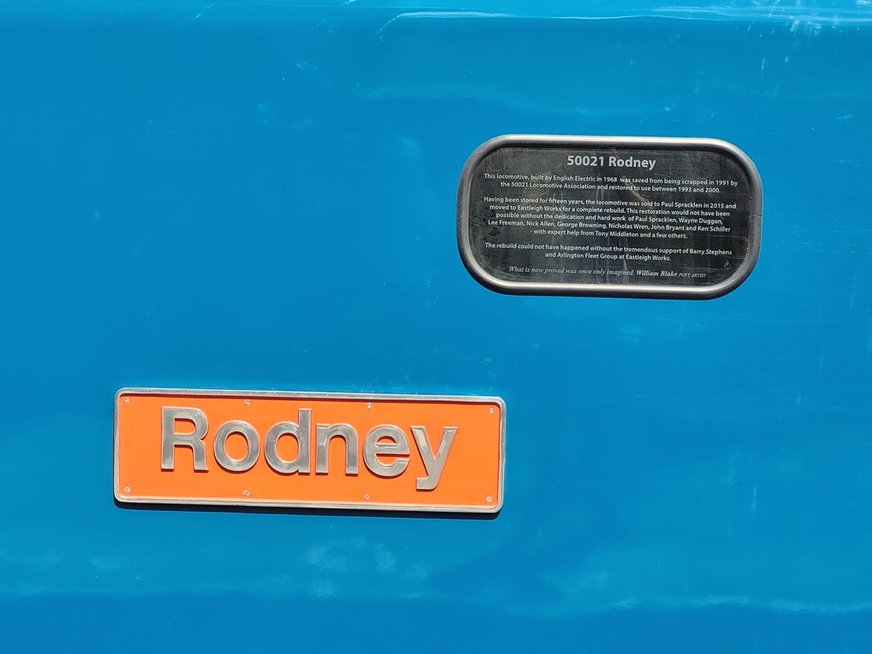 50021 Rodney
This locomotive, built by English Electric in 1968 was saved from being scrapped in 1991 by
the 50021 Locomotive Association and restored to use between 1993 and 2000.
Having been stored for fifteen years, the locomotive was sold to Paul Spracklen in 2015 and
moved to Eastleigh Works for a complete rebuild. This restoration would not have been
possible without the dedication and hard work of Paul Spracklen, Wayne Duggan,
Lee Freeman, Nick Allen, George Browning, Nicholas Wren, John Bryant and Ken Schiller
- with expert help from Tony Middleton and a few others.
The rebuild could not have happened without the tremendous support of Barry Stephens
and Arlington Fleet Group at Eastleigh Works.
What is now proved was once only imagined. William Blake POET, ARTIST
Rodney